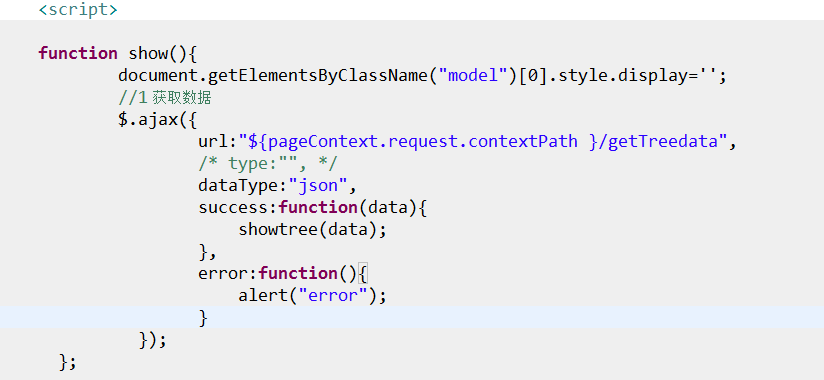 <script>
function show(){
document.getElementsByClassName("model")[0].style.display='';
//1 获取数据
$.ajax({
url:"${pageContext.request.contextPath }/getTreedata",
/* type:"", */
dataType:"json",
success:function(data){
showtree(data);
},
error:function(){
alert("error");
}
});
};